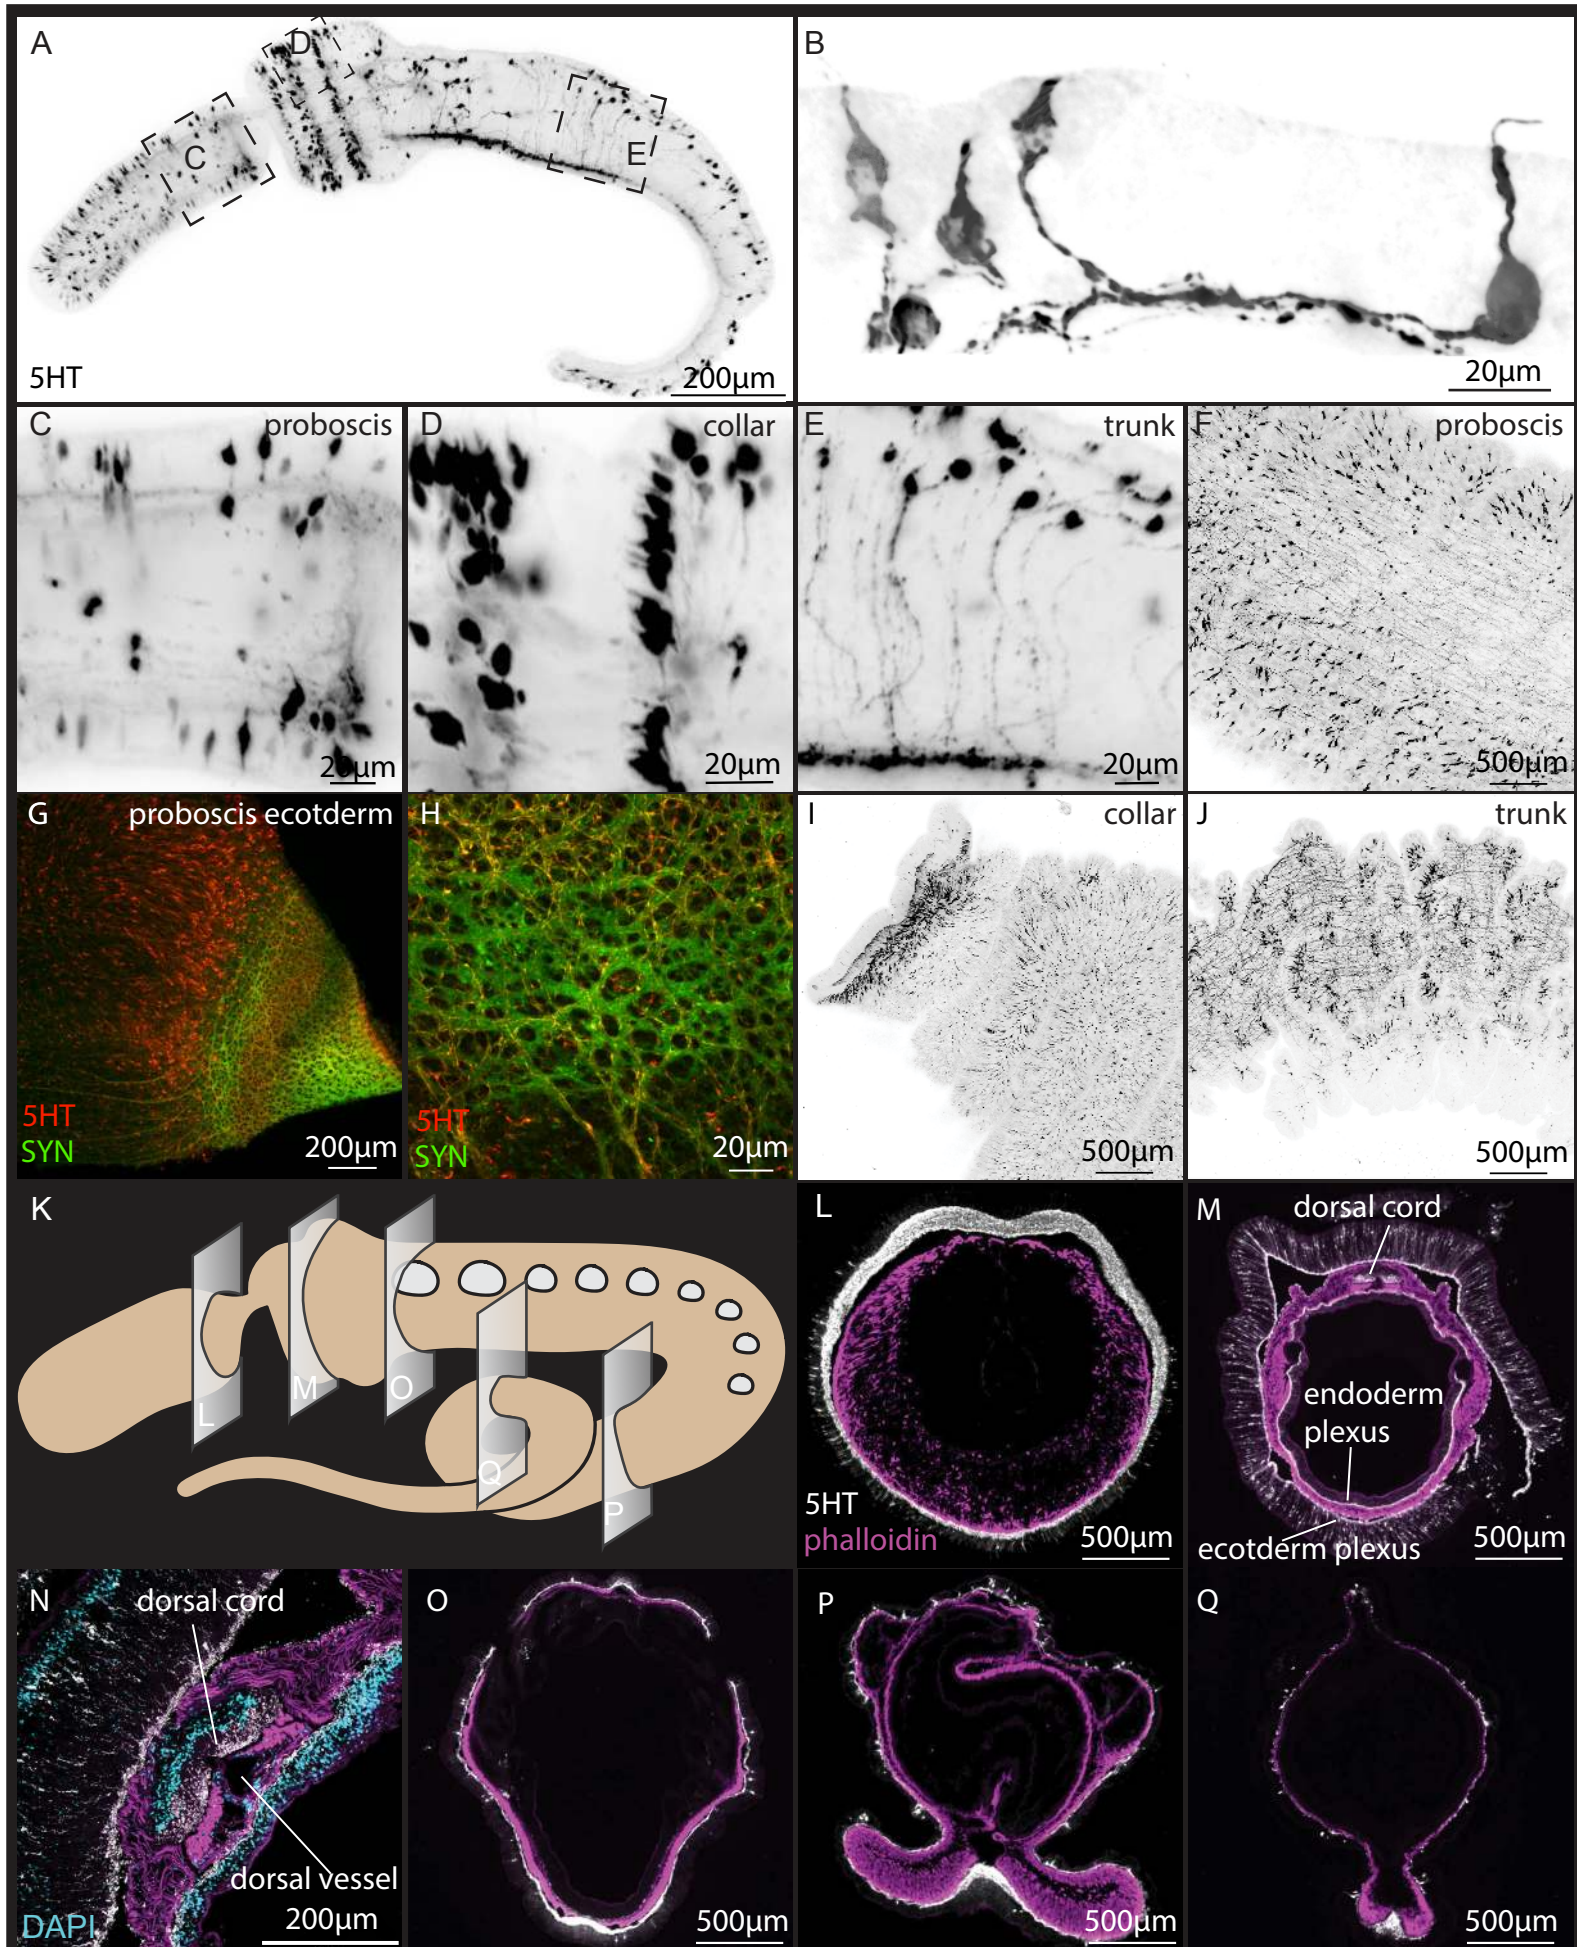 A
D
C
E
5HT
200µm
B
20µm
C
proboscis
20µm
D
collar
20µm
E
trunk
20µm
F
proboscis
500µm
G
proboscis ecotderm
5HT
SYN
200µm
H
5HT
SYN
20µm
I
collar
500µm
J
trunk
500µm
K
L
M
O
Q
P
L
5HT
phalloidin
500µm
M
dorsal cord
endoderm
plexus
ecotderm plexus
500µm
N
dorsal cord
dorsal vessel
DAPI
200µm
O
500µm
P
500µm
Q
500µm